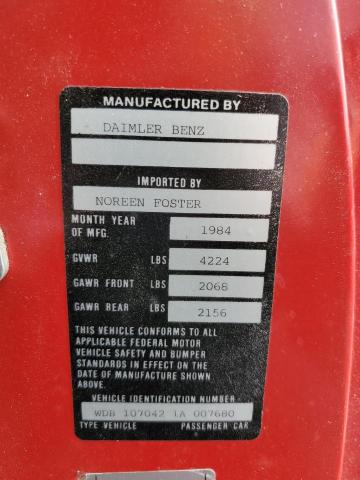 MANUFACTURED BY
DAIMLER BENZ
IMPORTED BY
NOREEN FOSTER
MONTH YEAR OF MFG. 1984
GVWR LBS 4224
GAWR FRONT LBS 2068
GAWR REAR LBS 2156
THIS VEHICLE CONFORMS TO ALL
APPLICABLE FEDERAL MOTOR
VEHICLE SAFETY AND BUMPER
STANDARDS IN EFFECT ON THE
DATE OF MANUFACTURE SHOWN
ABOVE.
VEHICLE IDENTIFICATION NUMBER
WDB 107042 1A 007680
TYPE VEHICLE PASSENGER CAR